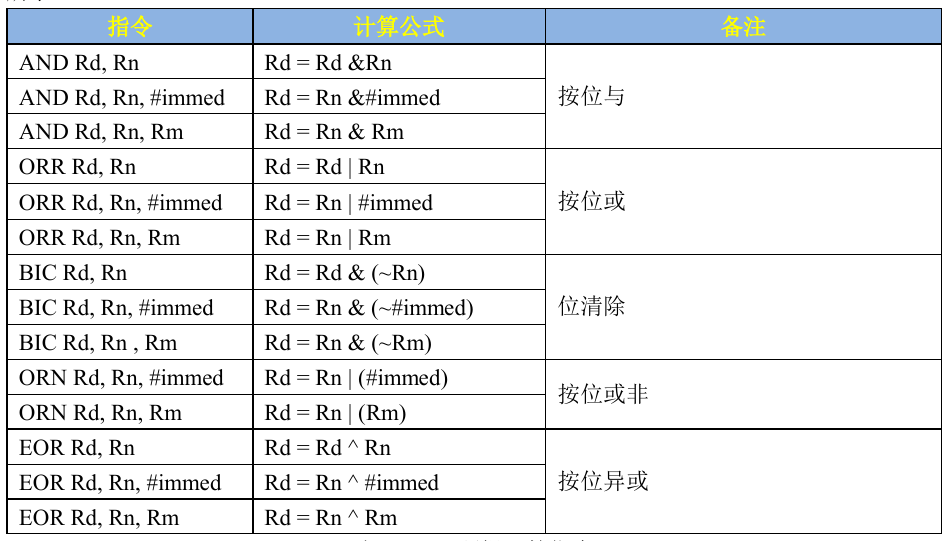 指令 计算公式 备注
AND Rd, Rn Rd = Rd &Rn
AND Rd, Rn, #immed Rd = Rn &#immed 按位与
AND Rd, Rn, Rm Rd = Rn & Rm
ORR Rd, Rn Rd = Rd | Rn
ORR Rd, Rn, #immed Rd = Rn | #immed 按位或
ORR Rd, Rn, Rm Rd = Rn | Rm
BIC Rd, Rn Rd = Rd & (~Rn)
BIC Rd, Rn, #immed Rd = Rn & (~#immed) 位清除
BIC Rd, Rn , Rm Rd = Rn & (~Rm)
ORN Rd, Rn, #immed Rd = Rn | (#immed) 按位或非
ORN Rd, Rn, Rm Rd = Rn | (Rm)
EOR Rd, Rn Rd = Rd ^ Rn
EOR Rd, Rn, #immed Rd = Rn ^ #immed 按位异或
EOR Rd, Rn, Rm Rd = Rn ^ Rm